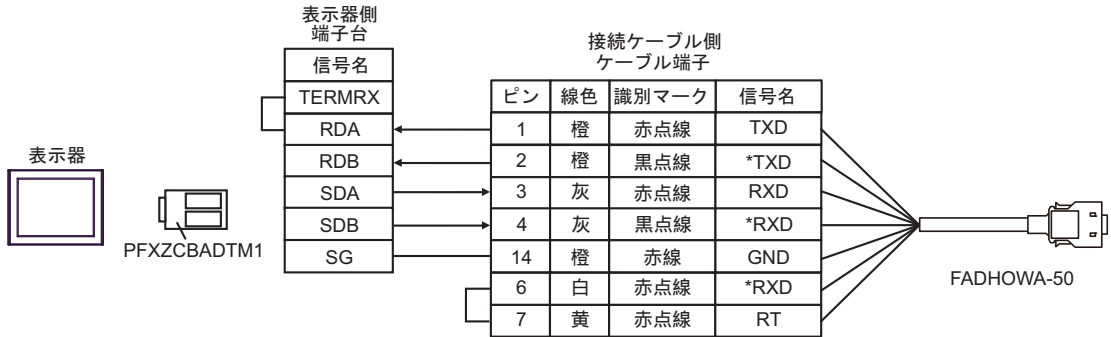 表示器側
端子台
信号名
TERMRX
RDA
RDB
SDA
SDB
SG
接続ケーブル側
ケーブル端子
ピン 線色 識別マーク 信号名
1 橙 赤点線 TXD
2 橙 黒点線 *TXD
3 灰 赤点線 RXD
4 灰 黒点線 *RXD
14 橙 赤線 GND
6 白 赤点線 *RXD
7 黄 赤点線 RT
表示器
PFXZCBADTM1
FADHOWA-50